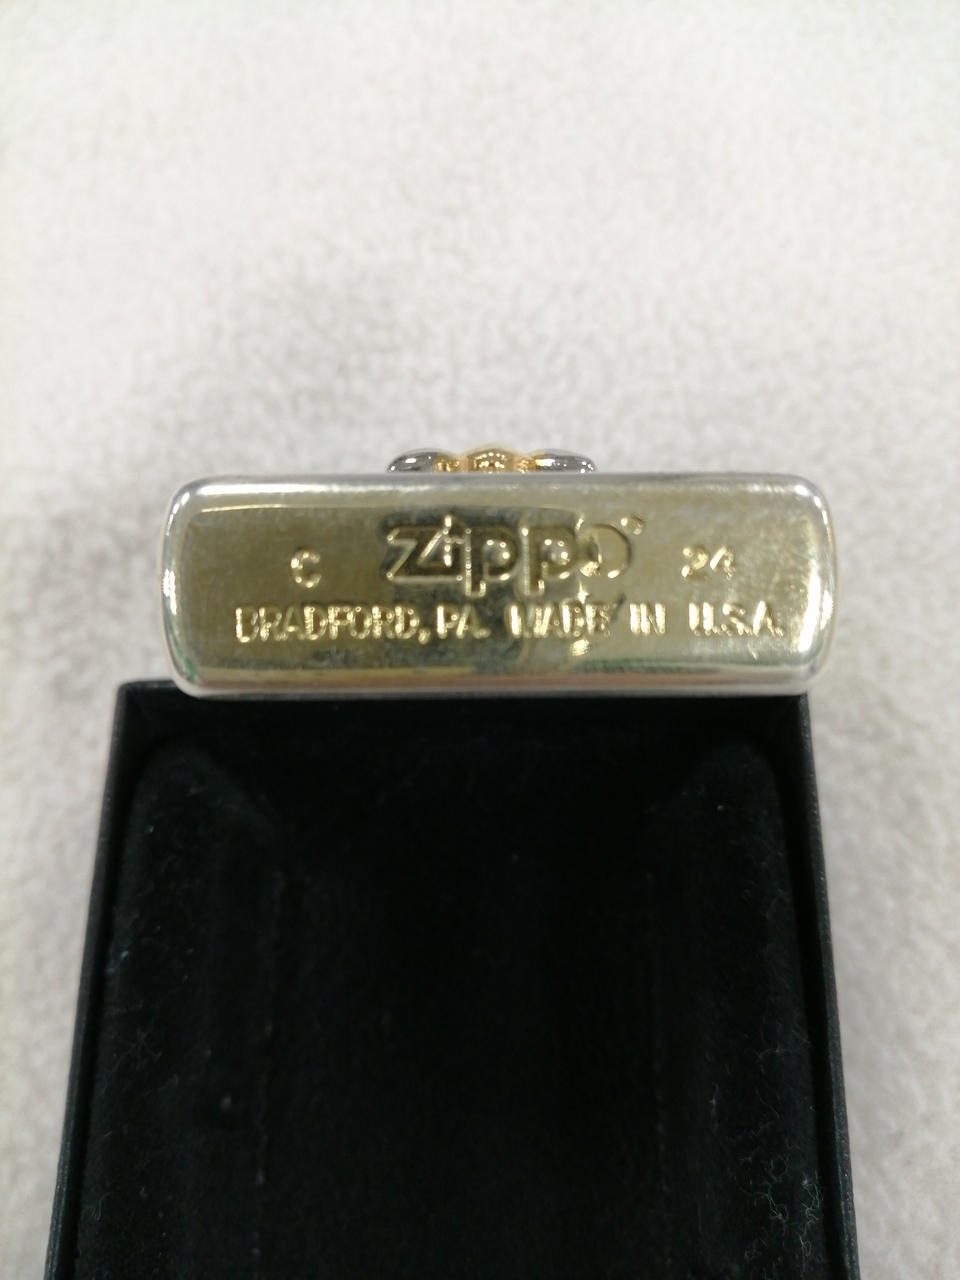 C zippo® 24
BRADFORD, PA. MADE IN U.S.A.